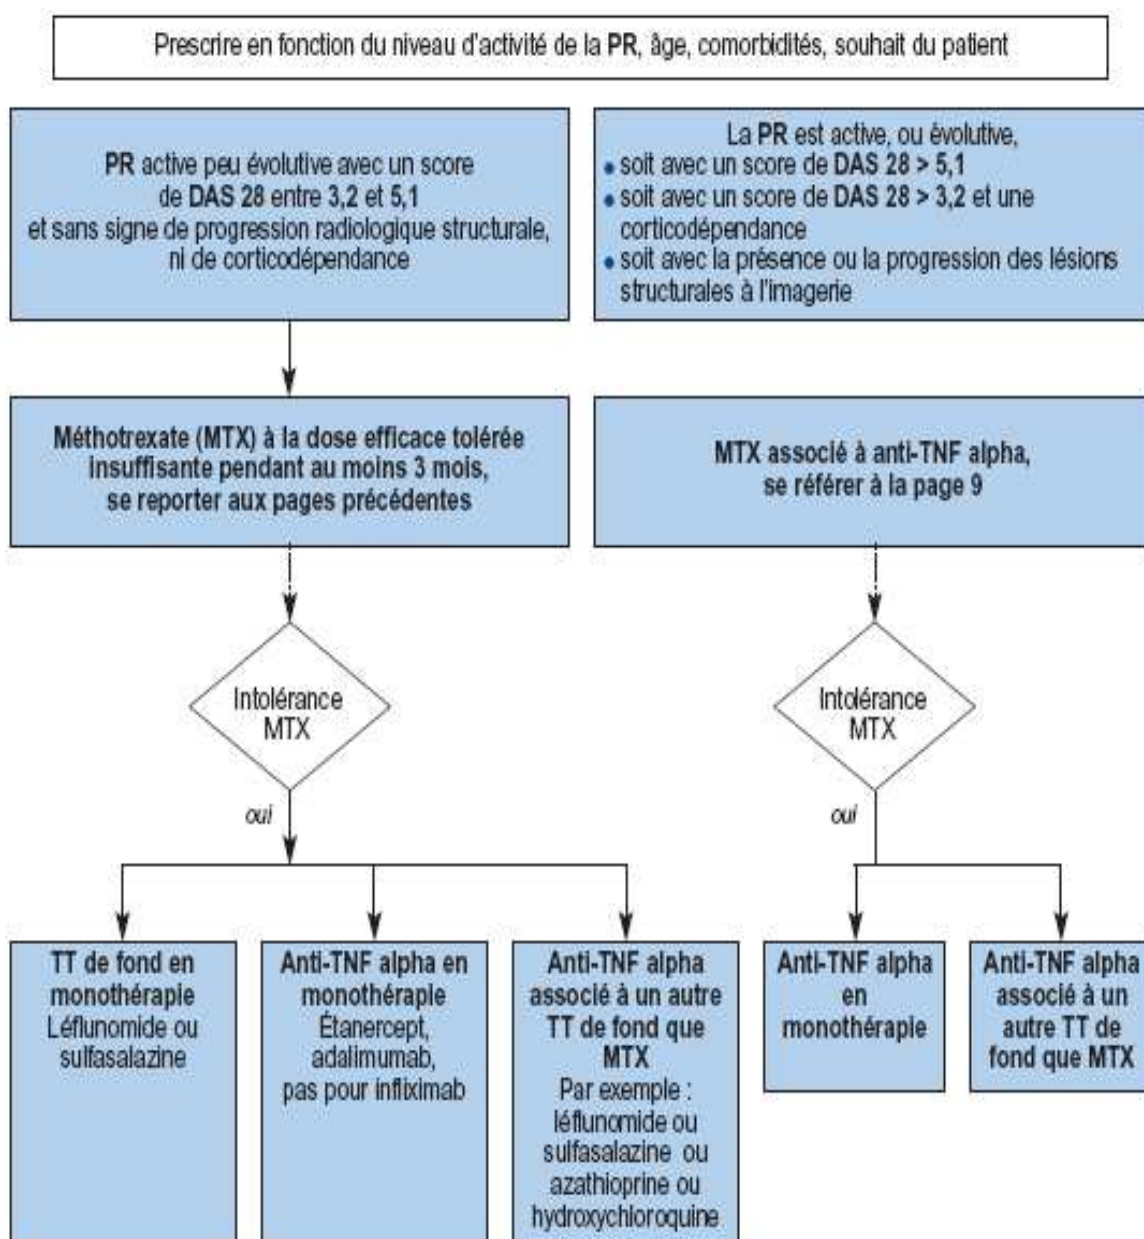 Prescrire en fonction du niveau d'activité de la PR, âge, comorbidités, souhait du patient
PR active peu évolutive avec un score
de DAS 28 entre 3,2 et 5,1
et sans signe de progression radiologique structurale,
ni de corticodépendance
La PR est active, ou évolutive,
• soit avec un score de DAS 28 > 5,1
• soit avec un score de DAS 28 > 3,2 et une
corticodépendance
• soit avec la présence ou la progression des lésions
structurales à l'imagerie
Méthotrexate (MTX) à la dose efficace tolérée
insuffisante pendant au moins 3 mois,
se reporter aux pages précédentes
MTX associé à anti-TNF alpha,
se référer à la page 9
Intolérance
MTX
oui
Intolérance
MTX
oui
TT de fond en
monothérapie
Léflunomide ou
sulfasalazine
Anti-TNF alpha en
monothérapie
Étanercept,
adalimumab,
pas pour infliximab
Anti-TNF alpha
associé à un autre
TT de fond que
MTX
Par exemple :
léflunomide ou
sulfasalazine ou
azathioprine ou
hydroxychloroquine
Anti-TNF alpha
en
monothérapie
Anti-TNF alpha
associé à un
autre TT de
fond que MTX